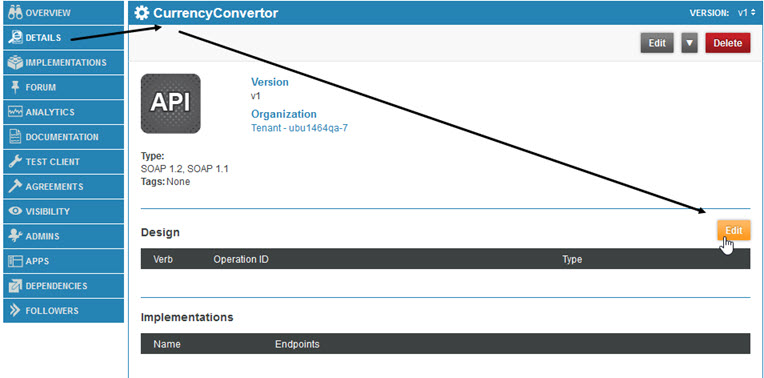 OVERVIEW
DETAILS
IMPLEMENTATIONS
FORUM
ANALYTICS
DOCUMENTATION
TEST CLIENT
AGREEMENTS
VISIBILITY
ADMINS
APPS
DEPENDENCIES
FOLLOWERS
CurrencyConvertor
VERSION: v1
Edit Delete
API
Version
v1
Organization
Tenant - ubu1464qa-7
Type:
SOAP 1.2, SOAP 1.1
Tags: None
Design Edit
Verb Operation ID Type
Implementations
Name Endpoints